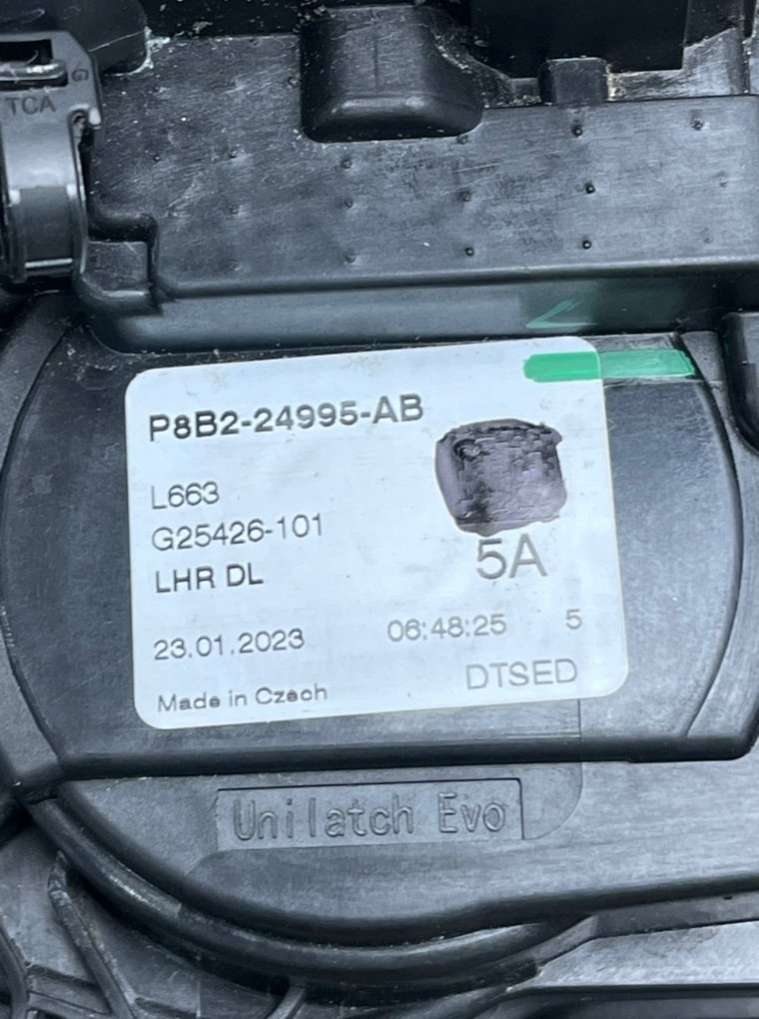 TCA
P8B2-24995-AB
L663
G25426-101
5A
LHR DL
23.01.2023 06:48:25 5
DTSED
Made in Czech
Unilatch Evo